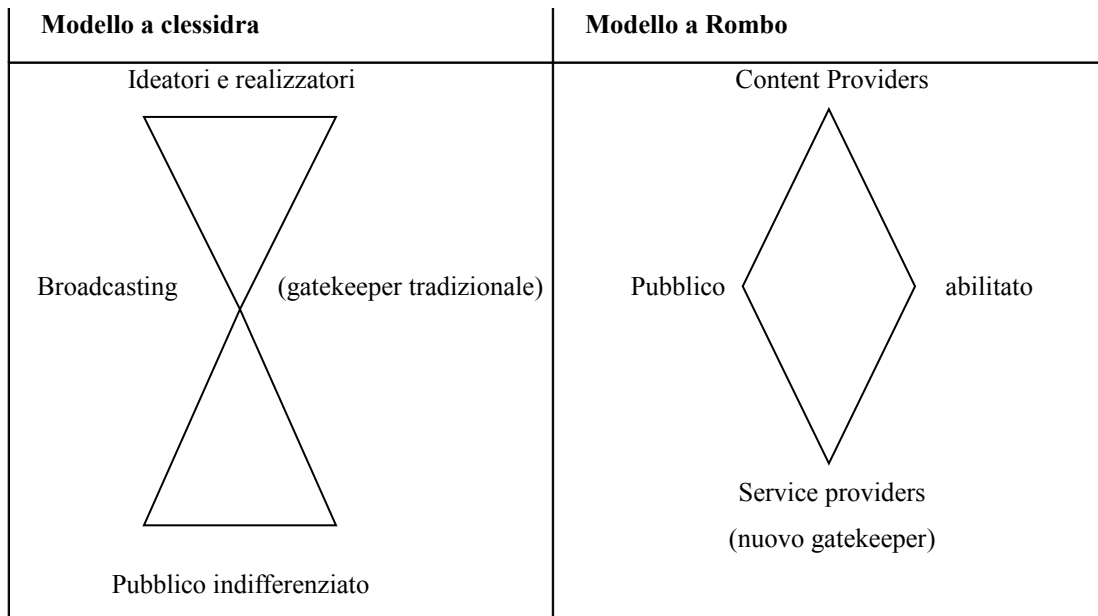 Modello a clessidra
Modello a Rombo
Ideatori e realizzatori
Broadcasting (gatekeeper tradizionale)
Pubblico indifferenziato
Content Providers
Pubblico abilitato
Service providers
(nuovo gatekeeper)